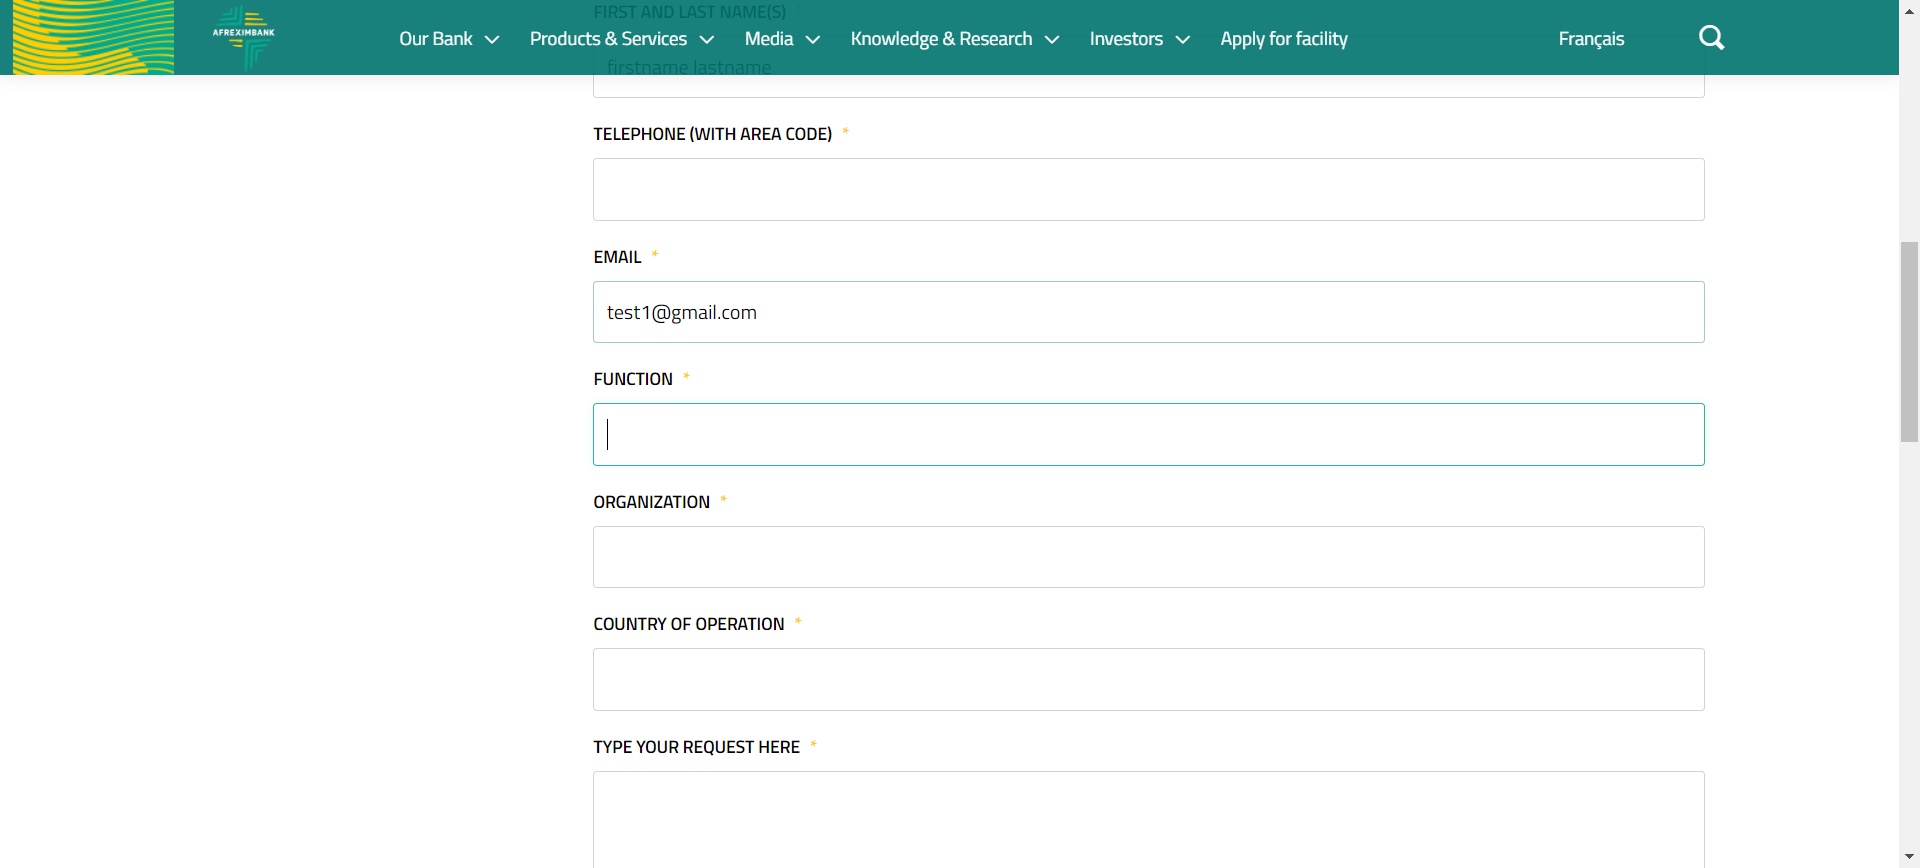 FIRST AND LAST NAME(S) *
AFREXIMBANK
Our Bank Products & Services Media Knowledge & Research Investors Apply for facility Français
firstname lastname
TELEPHONE (WITH AREA CODE) *
EMAIL *
test1@gmail.com
FUNCTION *
ORGANIZATION *
COUNTRY OF OPERATION *
TYPE YOUR REQUEST HERE *